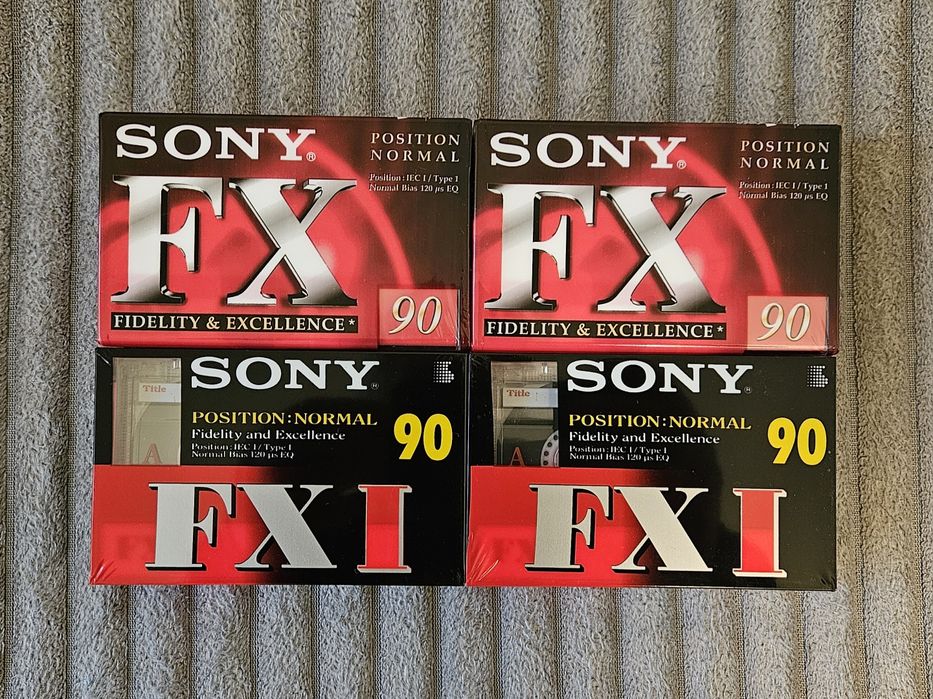 SONY®
POSITION
NORMAL
Position : IEC I / Type I
Normal Bias 120 µs EQ
FX
FIDELITY & EXCELLENCE*
90
SONY®
POSITION
NORMAL
Position : IEC I / Type I
Normal Bias 120 µs EQ
FX
FIDELITY & EXCELLENCE*
90
Title
A
SONY®
POSITION : NORMAL
Fidelity and Excellence
Position : IEC I / Type I
Normal Bias 120 µs EQ
90
FX I
Title
A
SONY®
POSITION : NORMAL
Fidelity and Excellence
Position : IEC I / Type I
Normal Bias 120 µs EQ
90
FX I